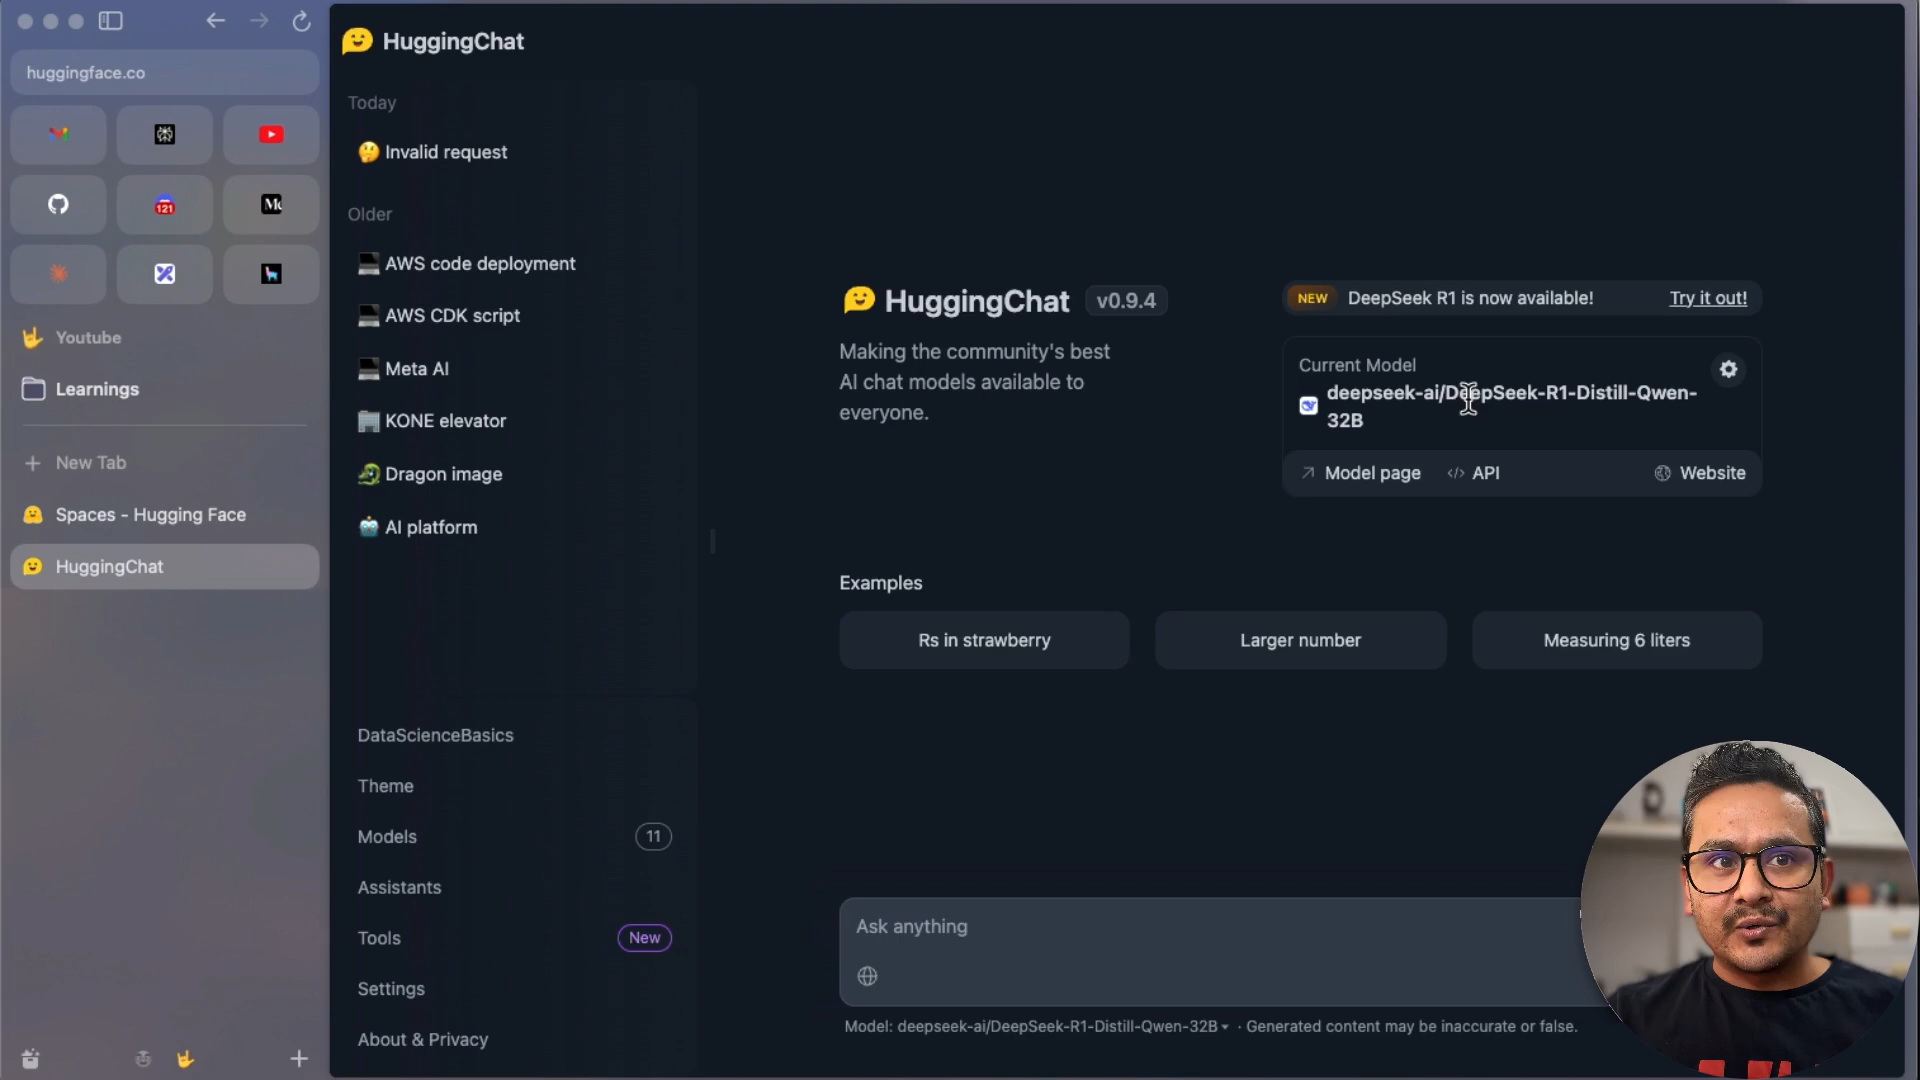 huggingface.co
121
Youtube
Learnings
New Tab
Spaces - Hugging Face
HuggingChat
HuggingChat
Today
Invalid request
Older
AWS code deployment
AWS CDK script
Meta AI
KONE elevator
Dragon image
AI platform
DataScienceBasics
Theme
Models 11
Assistants
Tools New
Settings
About & Privacy
HuggingChat v0.9.4
Making the community's best
AI chat models available to
everyone.
NEW DeepSeek R1 is now available! Try it out!
Current Model
deepseek-ai/DeepSeek-R1-Distill-Qwen-
32B
Model page </> API Website
Examples
Rs in strawberry
Larger number
Measuring 6 liters
Ask anything
Model: deepseek-ai/DeepSeek-R1-Distill-Qwen-32B · Generated content may be inaccurate or false.